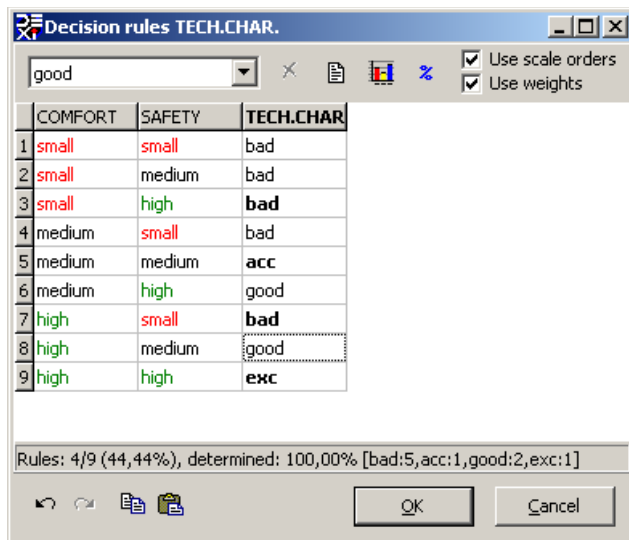 Decision rules TECH.CHAR.
good
%
Use scale orders
Use weights
COMFORT SAFETY TECH.CHAR
1 small small bad
2 small medium bad
3 small high bad
4 medium small bad
5 medium medium acc
6 medium high good
7 high small bad
8 high medium good
9 high high exc
Rules: 4/9 (44,44%), determined: 100,00% [bad:5,acc:1,good:2,exc:1]
OK Cancel